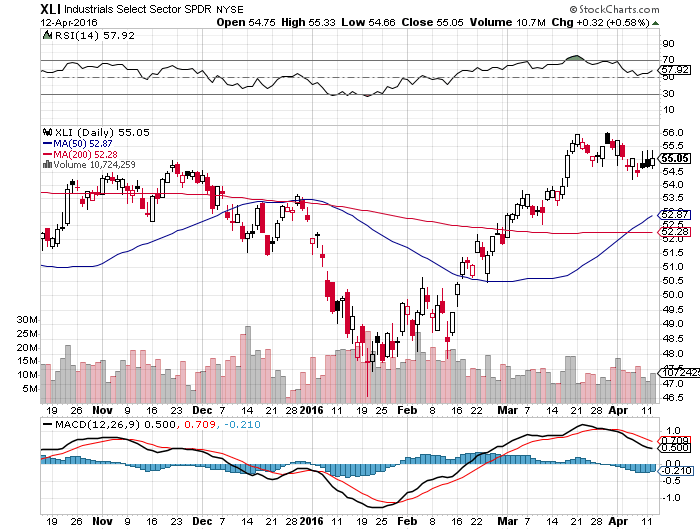 XLI Industrials Select Sector SPDR NYSE © StockCharts.com
12-Apr-2016 Open 54.75 High 55.33 Low 54.66 Close 55.05 Volume 10.7M Chg +0.32 (+0.58%)
RSI(14) 57.92
90
70
57.92
50
30
10
XLI (Daily) 55.05
MA(50) 52.87
MA(200) 52.28
Volume 10,724,259
56.0
55.5
55.05
54.5
54.0
53.5
52.87
52.5
52.28
52.0
51.5
51.0
50.5
50.0
49.5
49.0
48.5
48.0
47.5
47.0
46.5
30M
25M
20M
15M
10M
5M
1072425
19 26 Nov 9 16 23 Dec 7 14 21 28 2016 11 19 25 Feb 8 16 22 Mar 7 14 21 28 Apr 11
MACD(12,26,9) 0.500, 0.709, -0.210
1.0
0.709
0.500
-0.210
-0.5
-1.0
19 26 Nov 9 16 23 Dec 7 14 21 28 2016 11 19 25 Feb 8 16 22 Mar 7 14 21 28 Apr 11